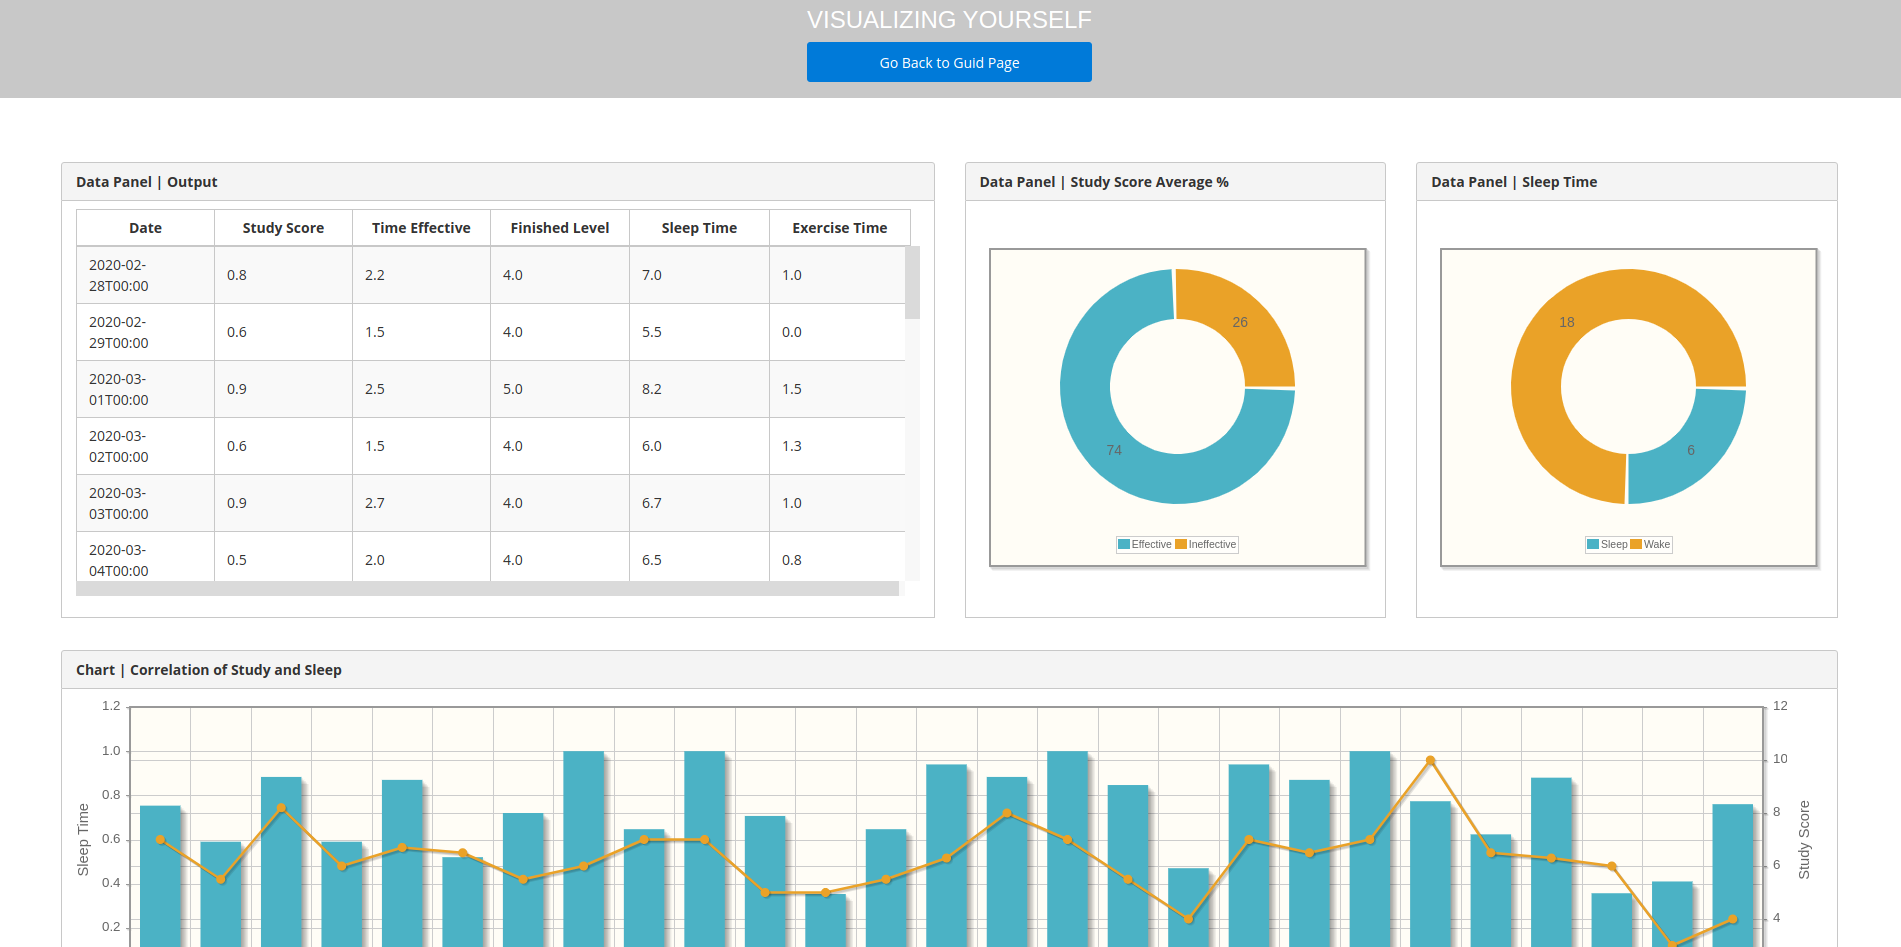 VISUALIZING YOURSELF
Go Back to Guid Page
Data Panel | Output
Date Study Score Time Effective Finished Level Sleep Time Exercise Time
2020-02-
28T00:00
0.8 2.2 4.0 7.0 1.0
2020-02-
29T00:00
0.6 1.5 4.0 5.5 0.0
2020-03-
01T00:00
0.9 2.5 5.0 8.2 1.5
2020-03-
02T00:00
0.6 1.5 4.0 6.0 1.3
2020-03-
03T00:00
0.9 2.7 4.0 6.7 1.0
2020-03-
04T00:00
0.5 2.0 4.0 6.5 0.8
Data Panel | Study Score Average %
26
74
Effective Ineffective
Data Panel | Sleep Time
18
6
Sleep Wake
Chart | Correlation of Study and Sleep
Sleep Time
1.2
1.0
0.8
0.6
0.4
0.2
12
10
8
6
4
Study Score